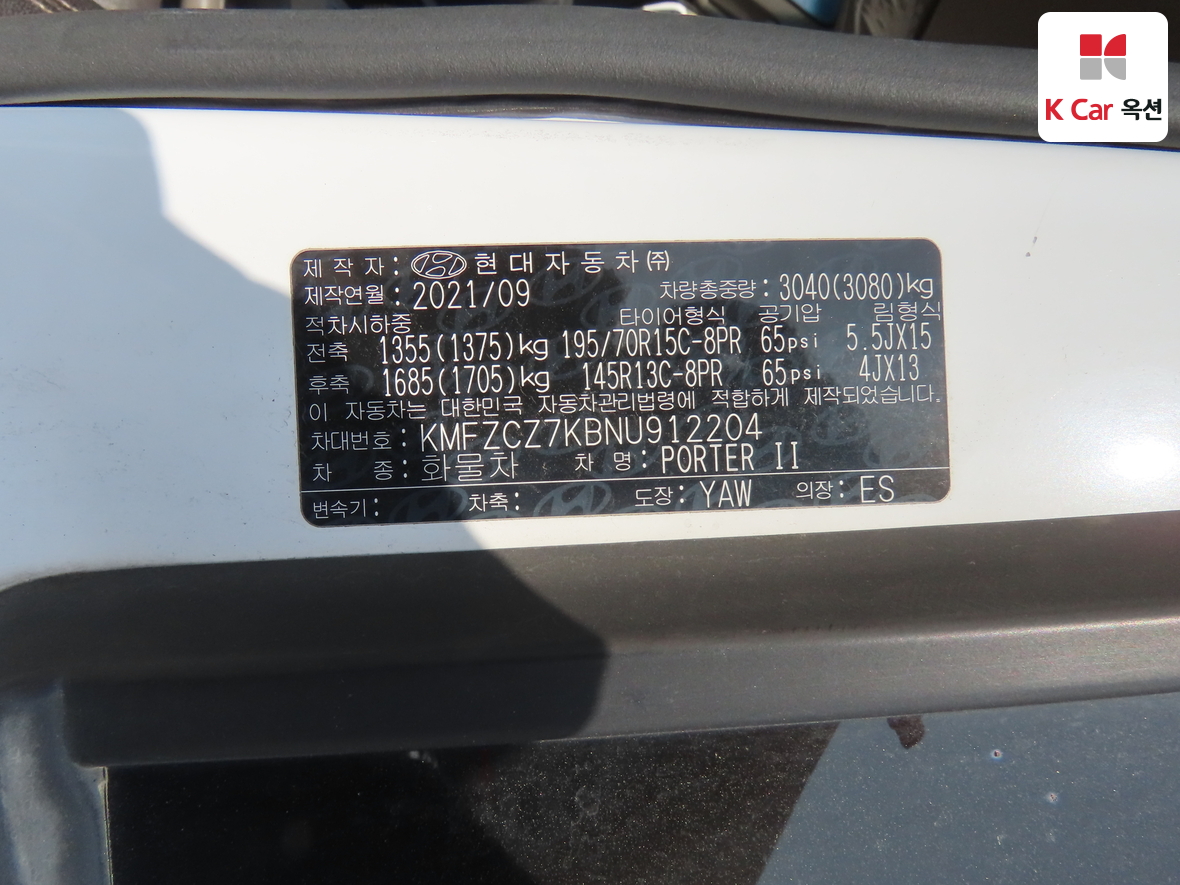 K Car 옥션
제 작 자 : 현 대 자 동 차 ㈜
제작연월 : 2021/09 차량총중량 : 3040(3080)kg
적차시하중 타이어형식 공기압 림형식
전축 1355(1375)kg 195/70R15C-8PR 65psi 5.5JX15
후축 1685(1705)kg 145R13C-8PR 65psi 4JX13
이 자동차는 대한민국 자동차관리법령에 적합하게 제작되었습니다.
차대번호 : KMFZCZ7KBNU912204
차 종 : 화물차 차 명 : PORTER II
변속기 : 차축 : 도장 : YAW 의장 : ES